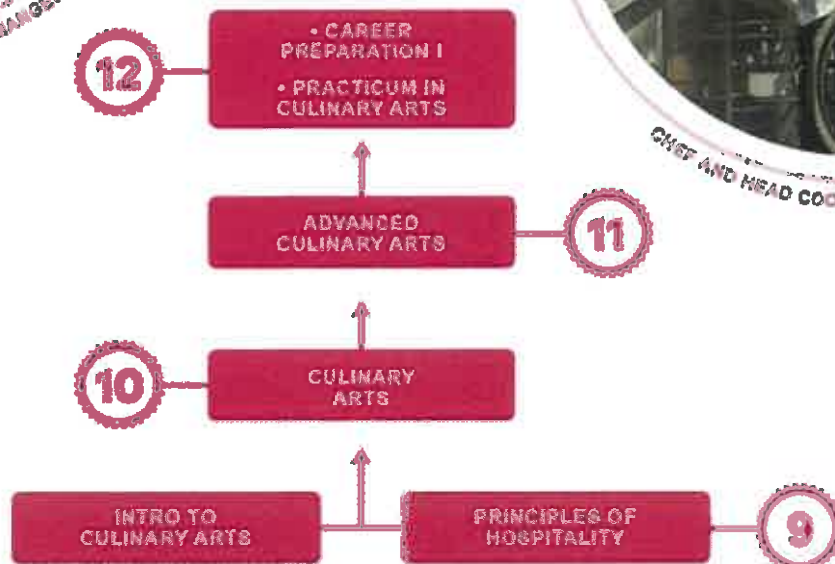 • CAREER
PREPARATION I
• PRACTICUM IN
CULINARY ARTS
12
CHEF AND HEAD
ADVANCED
CULINARY ARTS
11
CULINARY
ARTS
10
INTRO TO
CULINARY ARTS
PRINCIPLES OF
HOSPITALITY
9